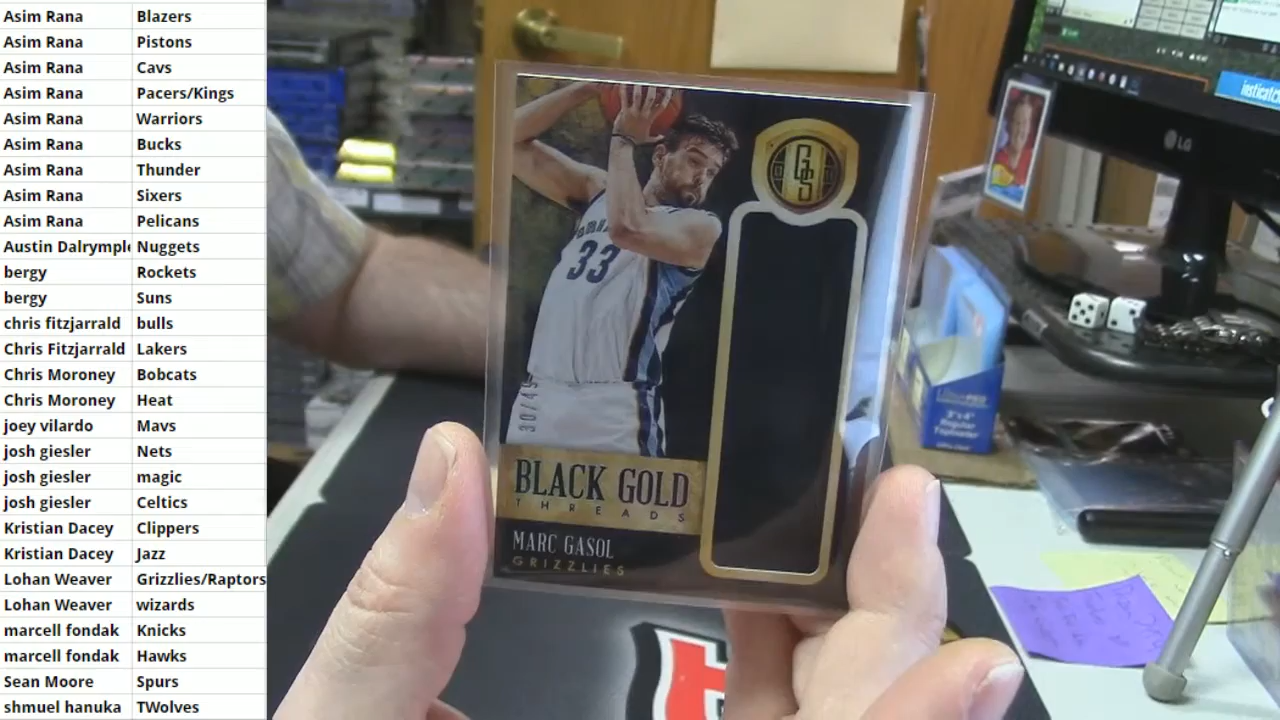 Asim Rana Blazers
Asim Rana Pistons
Asim Rana Cavs
Asim Rana Pacers/Kings
Asim Rana Warriors
Asim Rana Bucks
Asim Rana Thunder
Asim Rana Sixers
Asim Rana Pelicans
Austin Dalrymple Nuggets
bergy Rockets
bergy Suns
chris fitzjarrald bulls
Chris Fitzjarrald Lakers
Chris Moroney Bobcats
Chris Moroney Heat
joey vilardo Mavs
josh giesler Nets
josh giesler magic
josh giesler Celtics
Kristian Dacey Clippers
Kristian Dacey Jazz
Lohan Weaver Grizzlies/Raptors
Lohan Weaver wizards
marcell fondak Knicks
marcell fondak Hawks
Sean Moore Spurs
shmuel hanuka TWolves
33
30/49
BLACK GOLD
THREADS
MARC GASOL
GRIZZLIES
GS
LG
3"x4"
Regular
Toploader